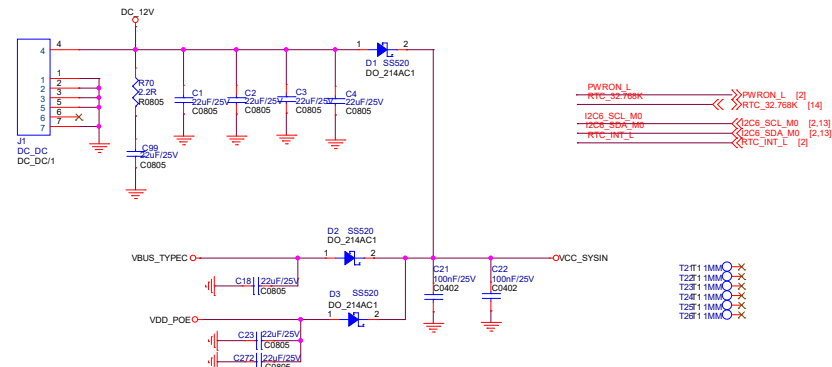 DC_12V
4 4 1 2
D1 SS520
DO_214AC1
1 1
2 2
3 3
5 5
6 6
7 7
J1
DC_DC
DC_DC/1
R70
2.2R
R0805
C99
22uF/25V
C0805
C1
22uF/25V
C0805
C2
22uF/25V
C0805
C3
22uF/25V
C0805
C4
22uF/25V
C0805
PWRON_L PWRON_L [2]
RTC_32.768K RTC_32.768K [14]
I2C6_SCL_M0 I2C6_SCL_M0 [2,13]
I2C6_SDA_M0 I2C6_SDA_M0 [2,13]
RTC_INT_L RTC_INT_L [2]
D2 SS520
DO_214AC1
VBUS_TYPEC 1 2 VCC_SYSIN
C18 22uF/25V
C0805
D3 SS520
DO_214AC1
VDD_POE 1 2
C23 22uF/25V
C0805
C272 22uF/25V
C0805
C21
100nF/25V
C0402
C22
100nF/25V
C0402
T21 T1 1MM
T22 T1 1MM
T23 T1 1MM
T24 T1 1MM
T25 T1 1MM
T26 T1 1MM